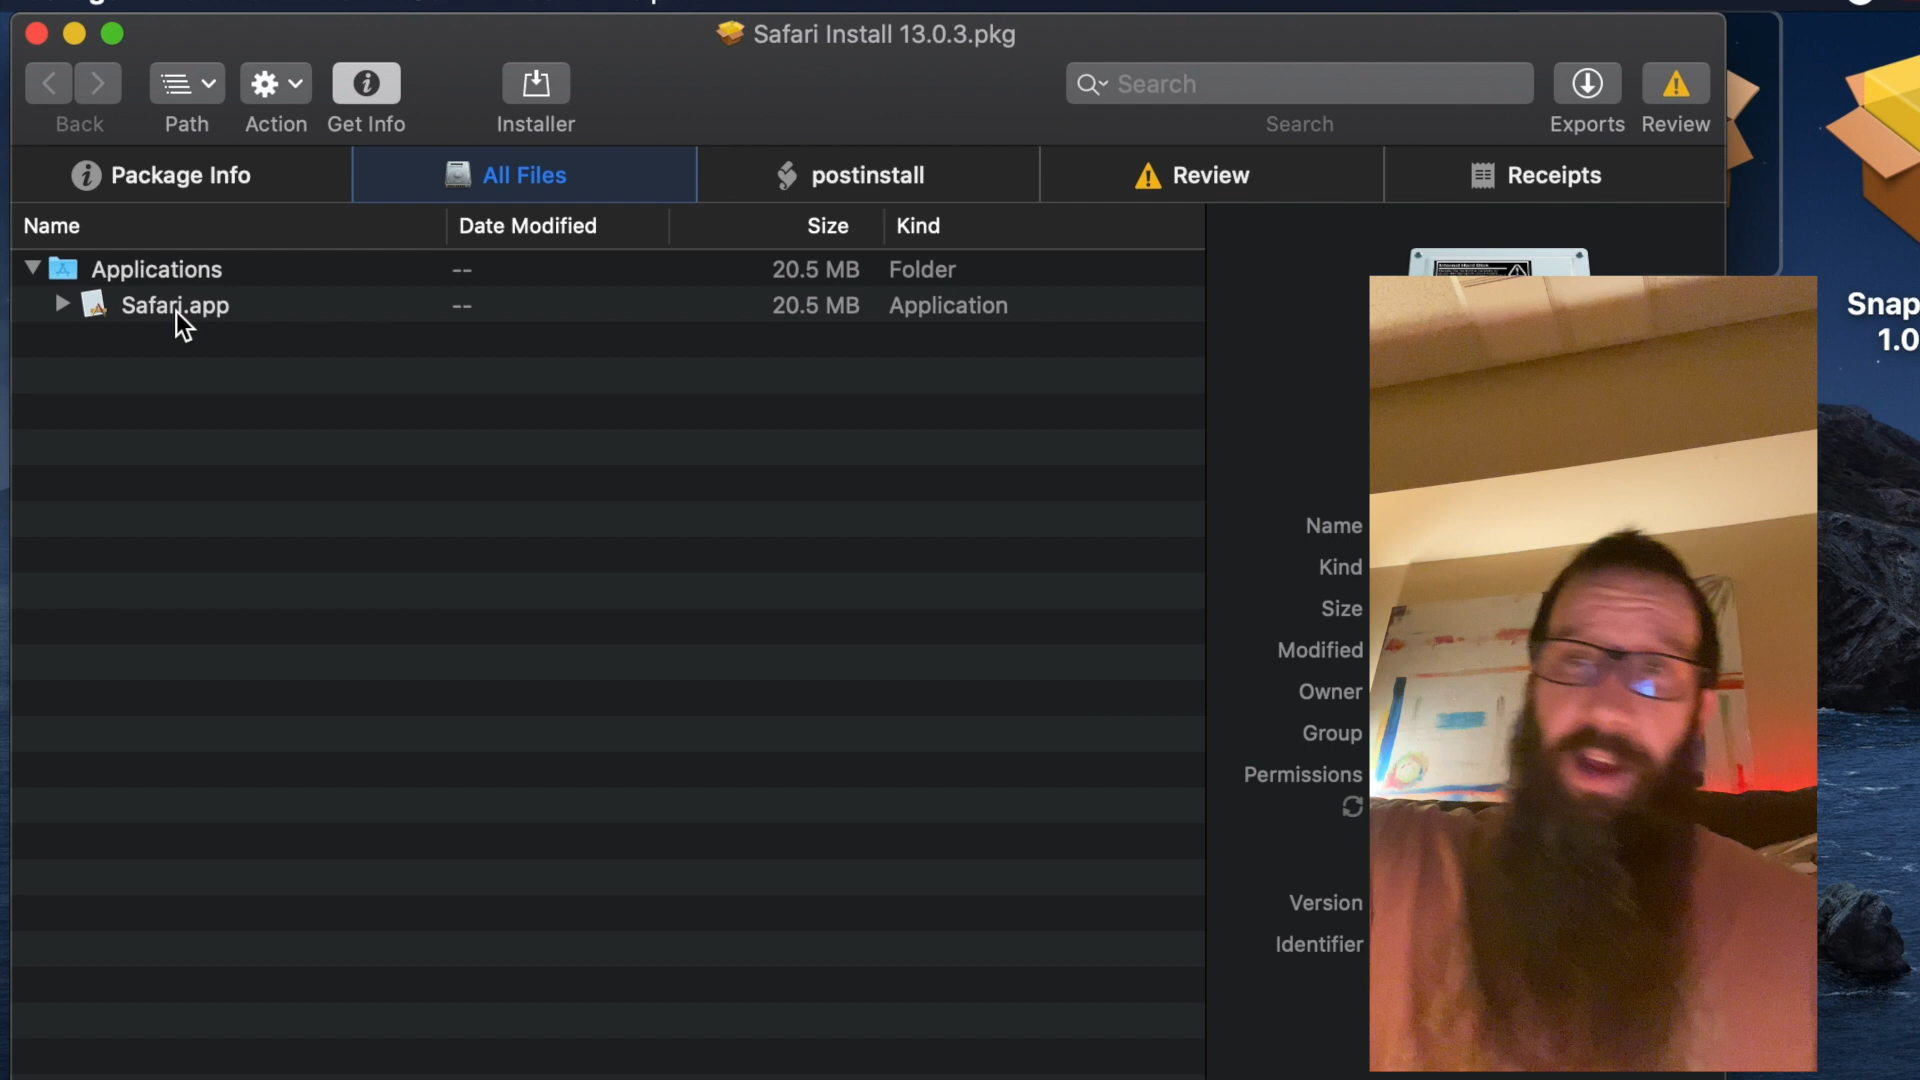 Safari Install 13.0.3.pkg
Back
Path
Action
Get Info
Installer
Search
Search
Exports
Review
Package Info
All Files
postinstall
Review
Receipts
Name
Date Modified
Size
Kind
Applications
--
20.5 MB
Folder
Safari.app
--
20.5 MB
Application
Snap
1.0
Name
Kind
Size
Modified
Owner
Group
Permissions
Version
Identifier